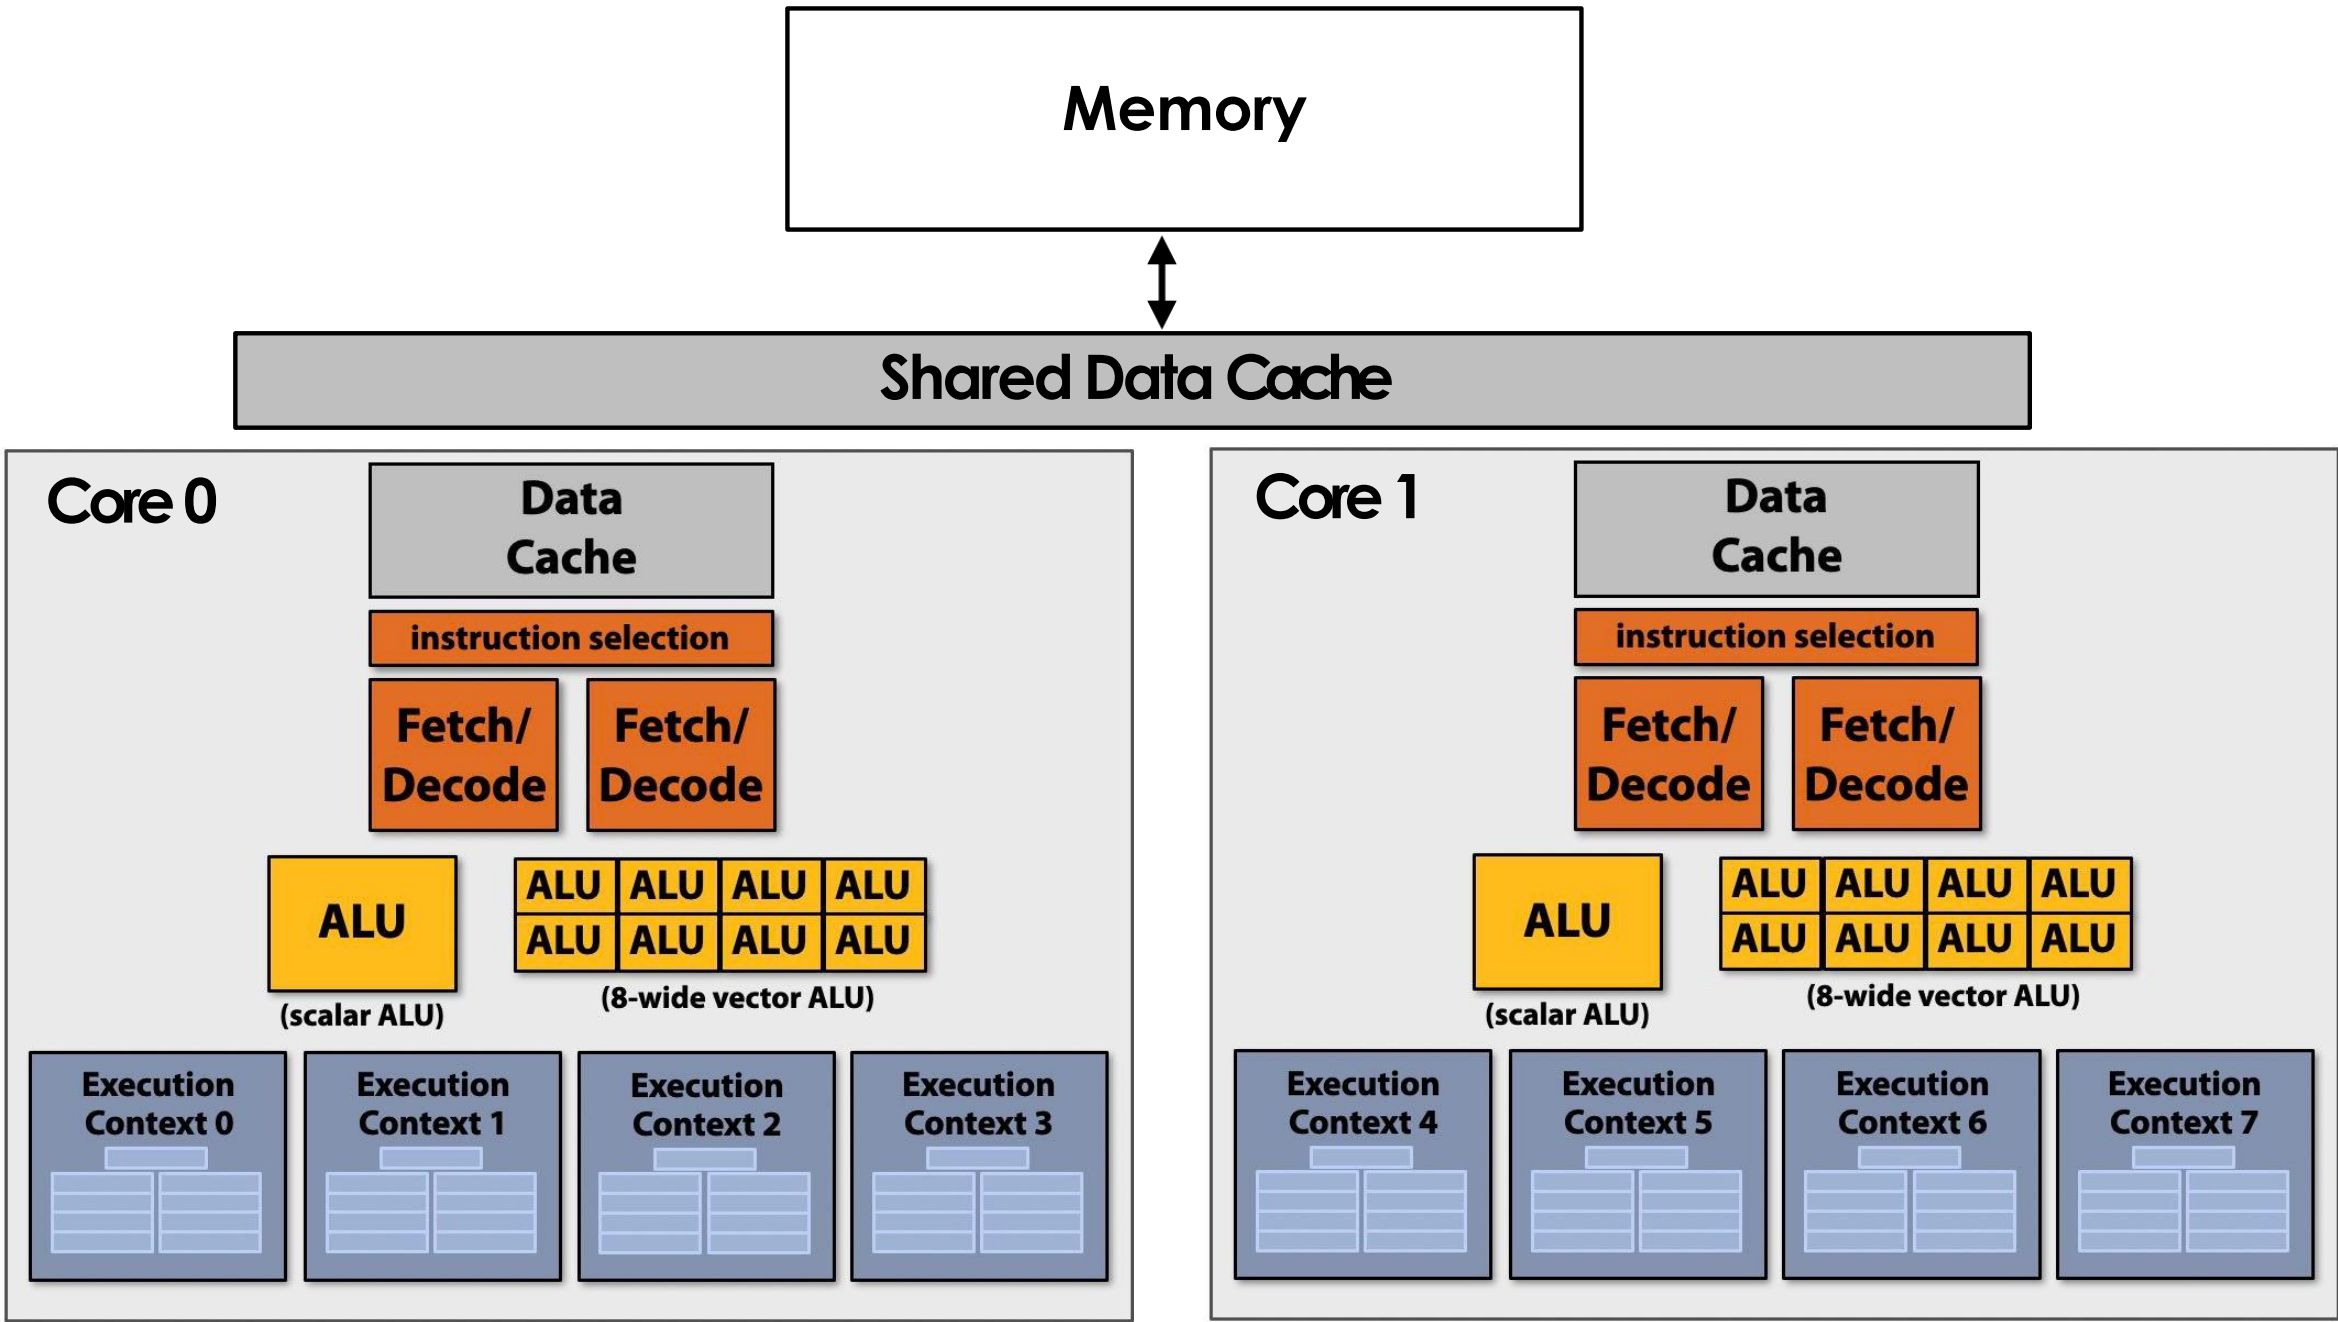 Memory
Shared Data Cache
Core 0
Data
Cache
instruction selection
Fetch/
Decode
Fetch/
Decode
ALU
(scalar ALU)
ALU ALU ALU ALU
ALU ALU ALU ALU
(8-wide vector ALU)
Execution
Context 0
Execution
Context 1
Execution
Context 2
Execution
Context 3
Core 1
Data
Cache
instruction selection
Fetch/
Decode
Fetch/
Decode
ALU
(scalar ALU)
ALU ALU ALU ALU
ALU ALU ALU ALU
(8-wide vector ALU)
Execution
Context 4
Execution
Context 5
Execution
Context 6
Execution
Context 7